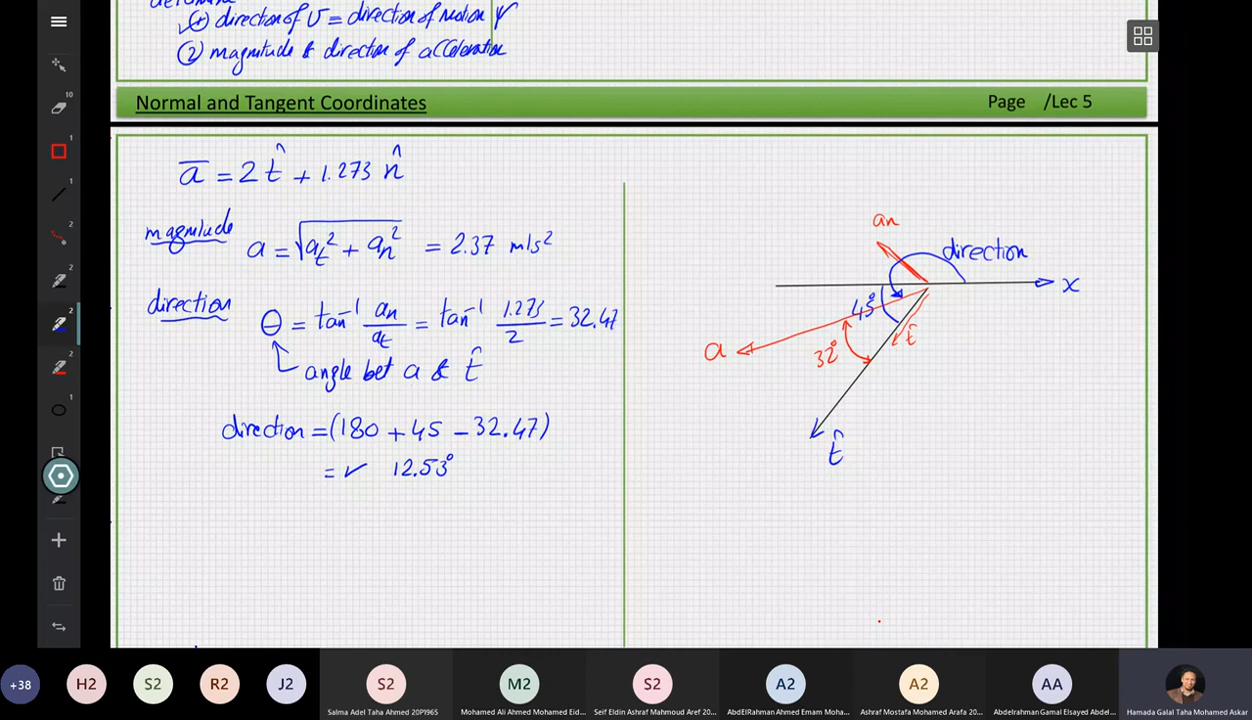 ① direction of v = direction of motion ψ
② magnitude & direction of acceleration
Normal and Tangent Coordinates
Page /Lec 5
a̅ = 2 t̂ + 1.273 n̂
magnitude a = √(at² + an²) = 2.37 m/s²
direction θ = tan⁻¹ an/at = tan⁻¹ 1.273/2 = 32.47
angle bet a & t̂
direction = (180 + 45 - 32.47)
= ✓ 12.53°
an
direction
x
45°
t̂
a
32°
t̂
+38
H2
S2
R2
J2
S2
M2
S2
A2
A2
AA
Salma Adel Taha Ahmed 20P1965
Mohamed Ali Ahmed Mohamed Eid...
Seif Eldin Ashraf Mahmoud Aref 20...
AbdElRahman Ahmed Emam Moha...
Ashraf Mostafa Mohamed Arafa 20...
Abdelrahman Gamal Elsayed Abdel...
Hamada Galal Taha Mohamed Askar